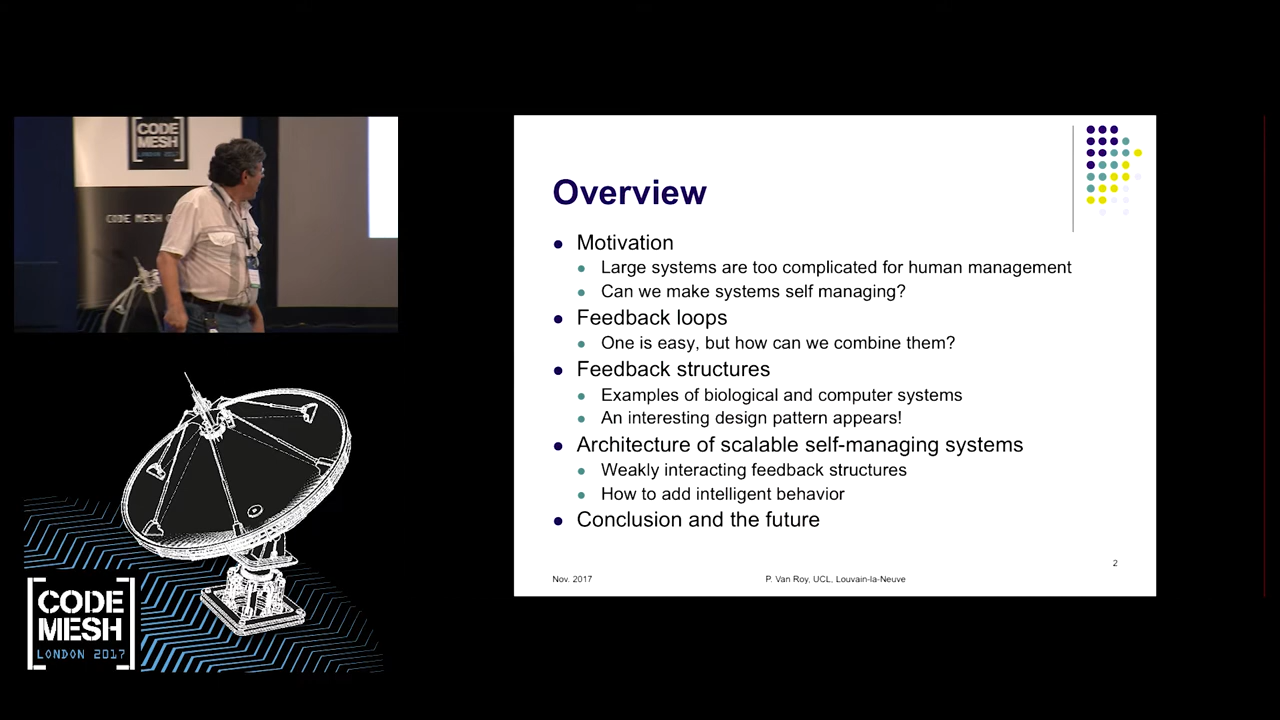 CODE
MESH
LONDON 2017
CODE MESH
Overview
Motivation
Large systems are too complicated for human management
Can we make systems self managing?
Feedback loops
One is easy, but how can we combine them?
Feedback structures
Examples of biological and computer systems
An interesting design pattern appears!
Architecture of scalable self-managing systems
Weakly interacting feedback structures
How to add intelligent behavior
Conclusion and the future
2
Nov. 2017 P. Van Roy, UCL, Louvain-la-Neuve
CODE
MESH
LONDON 2017